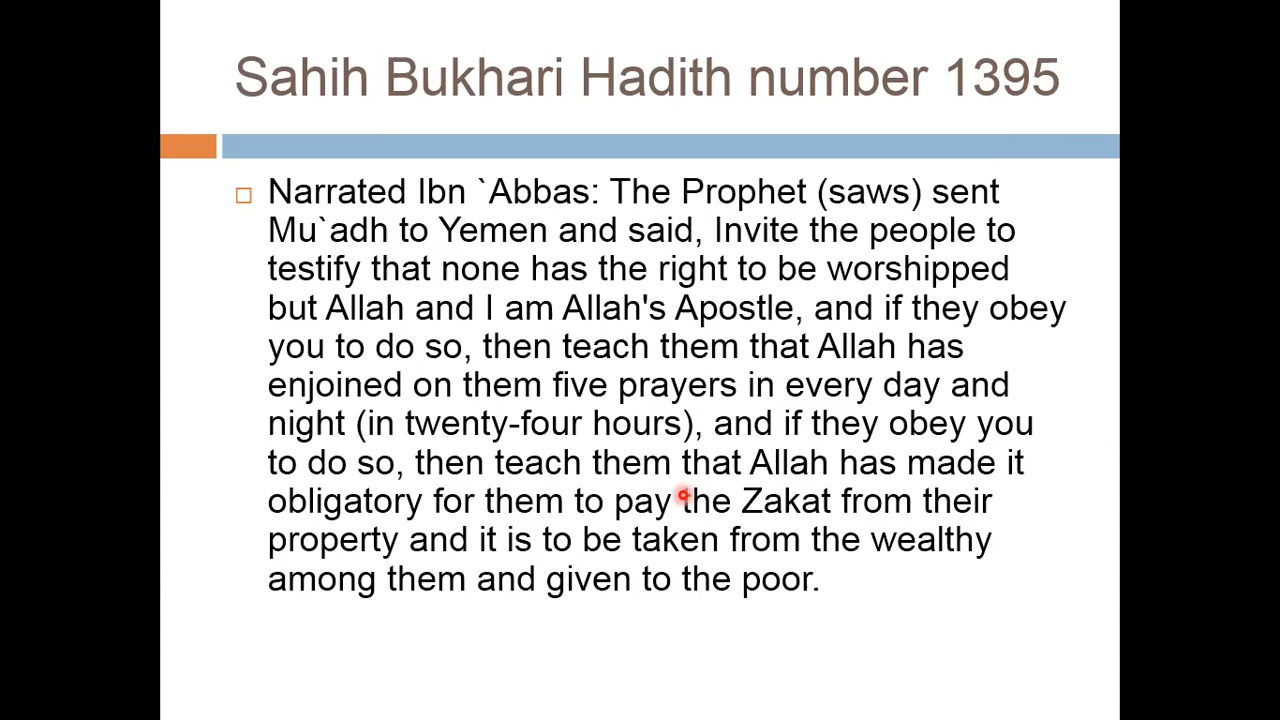 Sahih Bukhari Hadith number 1395
Narrated Ibn `Abbas: The Prophet (saws) sent
Mu`adh to Yemen and said, Invite the people to
testify that none has the right to be worshipped
but Allah and I am Allah's Apostle, and if they obey
you to do so, then teach them that Allah has
enjoined on them five prayers in every day and
night (in twenty-four hours), and if they obey you
to do so, then teach them that Allah has made it
obligatory for them to pay the Zakat from their
property and it is to be taken from the wealthy
among them and given to the poor.